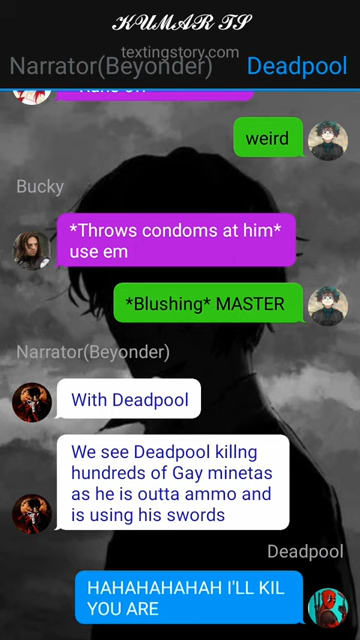 KUMAR TS
textingstory.com
Narrator(Beyonder) Deadpool
weird
Bucky
*Throws condoms at him*
use em
*Blushing* MASTER
Narrator(Beyonder)
With Deadpool
We see Deadpool killng
hundreds of Gay minetas
as he is outta ammo and
is using his swords
Deadpool
HAHAHAHAHAH I'LL KIL
YOU ARE